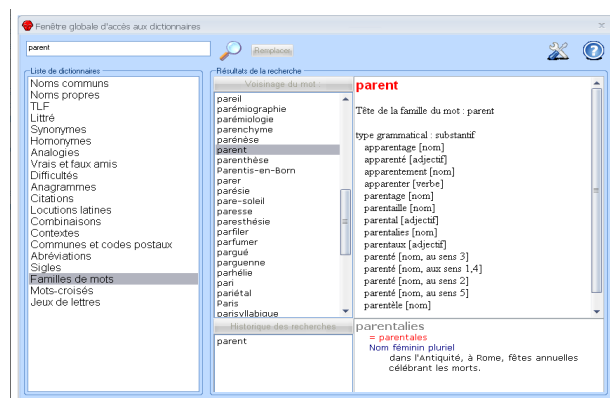 Fenêtre globale d'accès aux dictionnaires
parent
Remplacer
Liste de dictionnaires
Noms communs
Noms propres
TLF
Littré
Synonymes
Homonymes
Analogies
Vrais et faux amis
Difficultés
Anagrammes
Citations
Locutions latines
Combinaisons
Contextes
Communes et codes postaux
Abréviations
Sigles
Familles de mots
Mots-croisés
Jeux de lettres
Résultats de la recherche
Voisinage du mot :
pareil
parémiographie
parémiologie
parenchyme
parénèse
parent
parenthèse
Parentis-en-Born
parer
parésie
pare-soleil
paresse
paresthésie
parfiler
parfumer
pargué
parguenne
parhélie
pari
pariétal
Paris
parisyllabique
Historique des recherches
parent
parent
Tête de la famille du mot : parent
type grammatical : substantif
apparentage [nom]
apparenté [adjectif]
apparentement [nom]
apparenter [verbe]
parentage [nom]
parentaille [nom]
parental [adjectif]
parentalies [nom]
parentaux [adjectif]
parenté [nom, au sens 3]
parenté [nom, aux sens 1,4]
parenté [nom, au sens 2]
parenté [nom, au sens 5]
parentèle [nom]
parentalies
= parentales
Nom féminin pluriel
dans l'Antiquité, à Rome, fêtes annuelles
célébrant les morts.